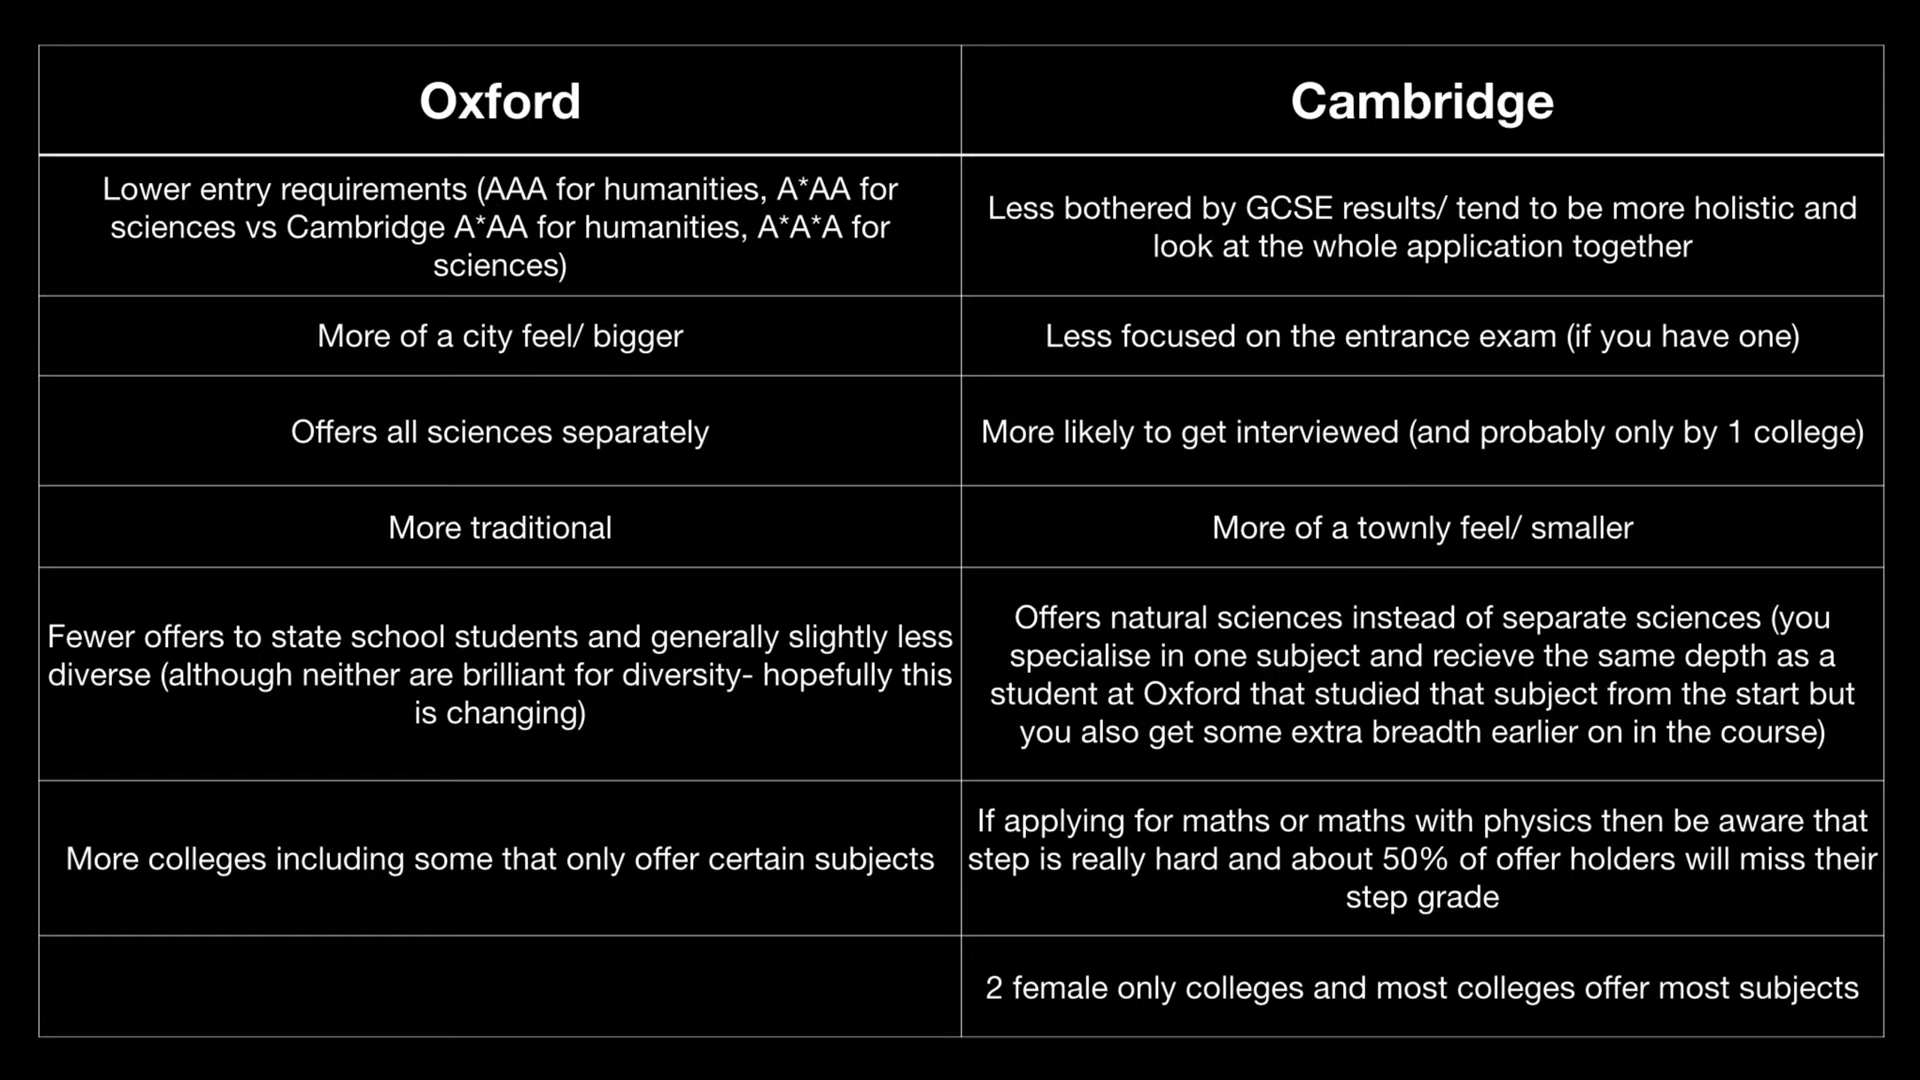 Oxford
Cambridge
Lower entry requirements (AAA for humanities, A*AA for
sciences vs Cambridge A*AA for humanities, A*A*A for
sciences)
Less bothered by GCSE results/ tend to be more holistic and
look at the whole application together
More of a city feel/ bigger
Less focused on the entrance exam (if you have one)
Offers all sciences separately
More likely to get interviewed (and probably only by 1 college)
More traditional
More of a townly feel/ smaller
Fewer offers to state school students and generally slightly less
diverse (although neither are brilliant for diversity- hopefully this
is changing)
Offers natural sciences instead of separate sciences (you
specialise in one subject and recieve the same depth as a
student at Oxford that studied that subject from the start but
you also get some extra breadth earlier on in the course)
More colleges including some that only offer certain subjects
If applying for maths or maths with physics then be aware that
step is really hard and about 50% of offer holders will miss their
step grade
2 female only colleges and most colleges offer most subjects